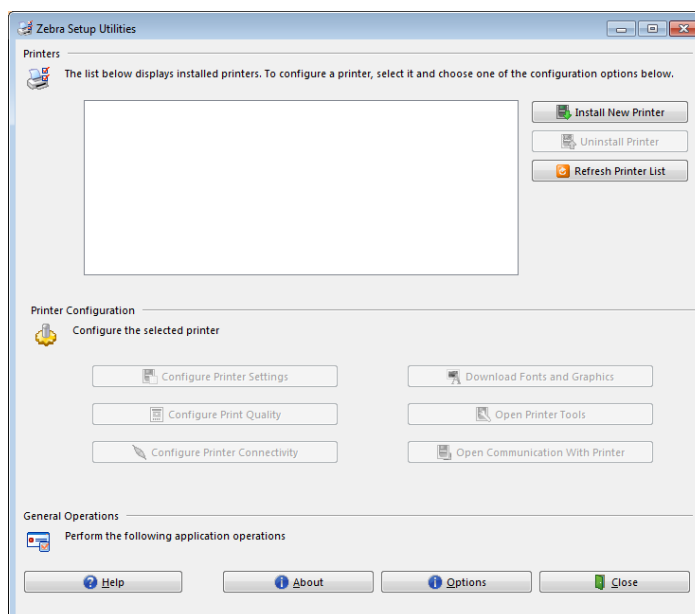 Zebra Setup Utilities
Printers
The list below displays installed printers. To configure a printer, select it and choose one of the configuration options below.
Install New Printer
Uninstall Printer
Refresh Printer List
Printer Configuration
Configure the selected printer
Configure Printer Settings
Download Fonts and Graphics
Configure Print Quality
Open Printer Tools
Configure Printer Connectivity
Open Communication With Printer
General Operations
Perform the following application operations
Help
About
Options
Close